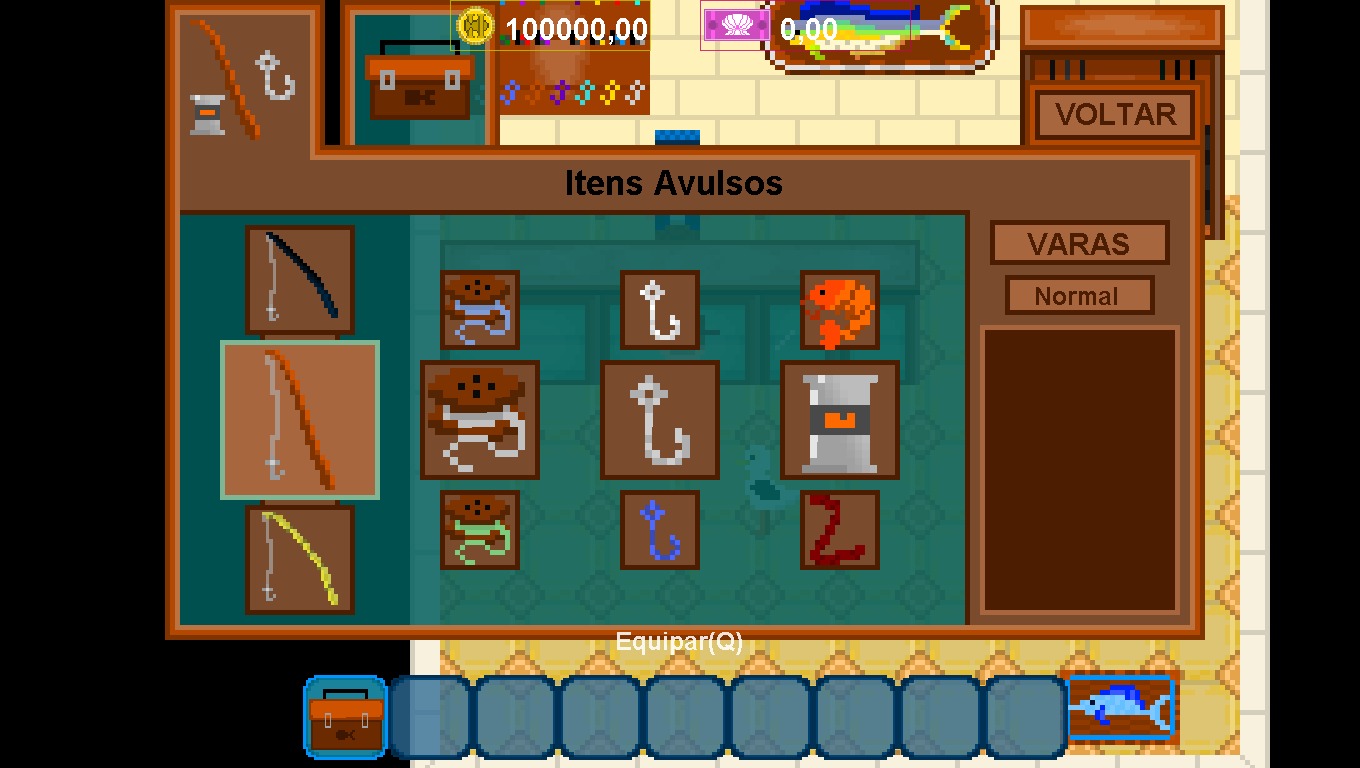 100000,00
0,00
VOLTAR
Itens Avulsos
VARAS
Normal
Equipar(Q)